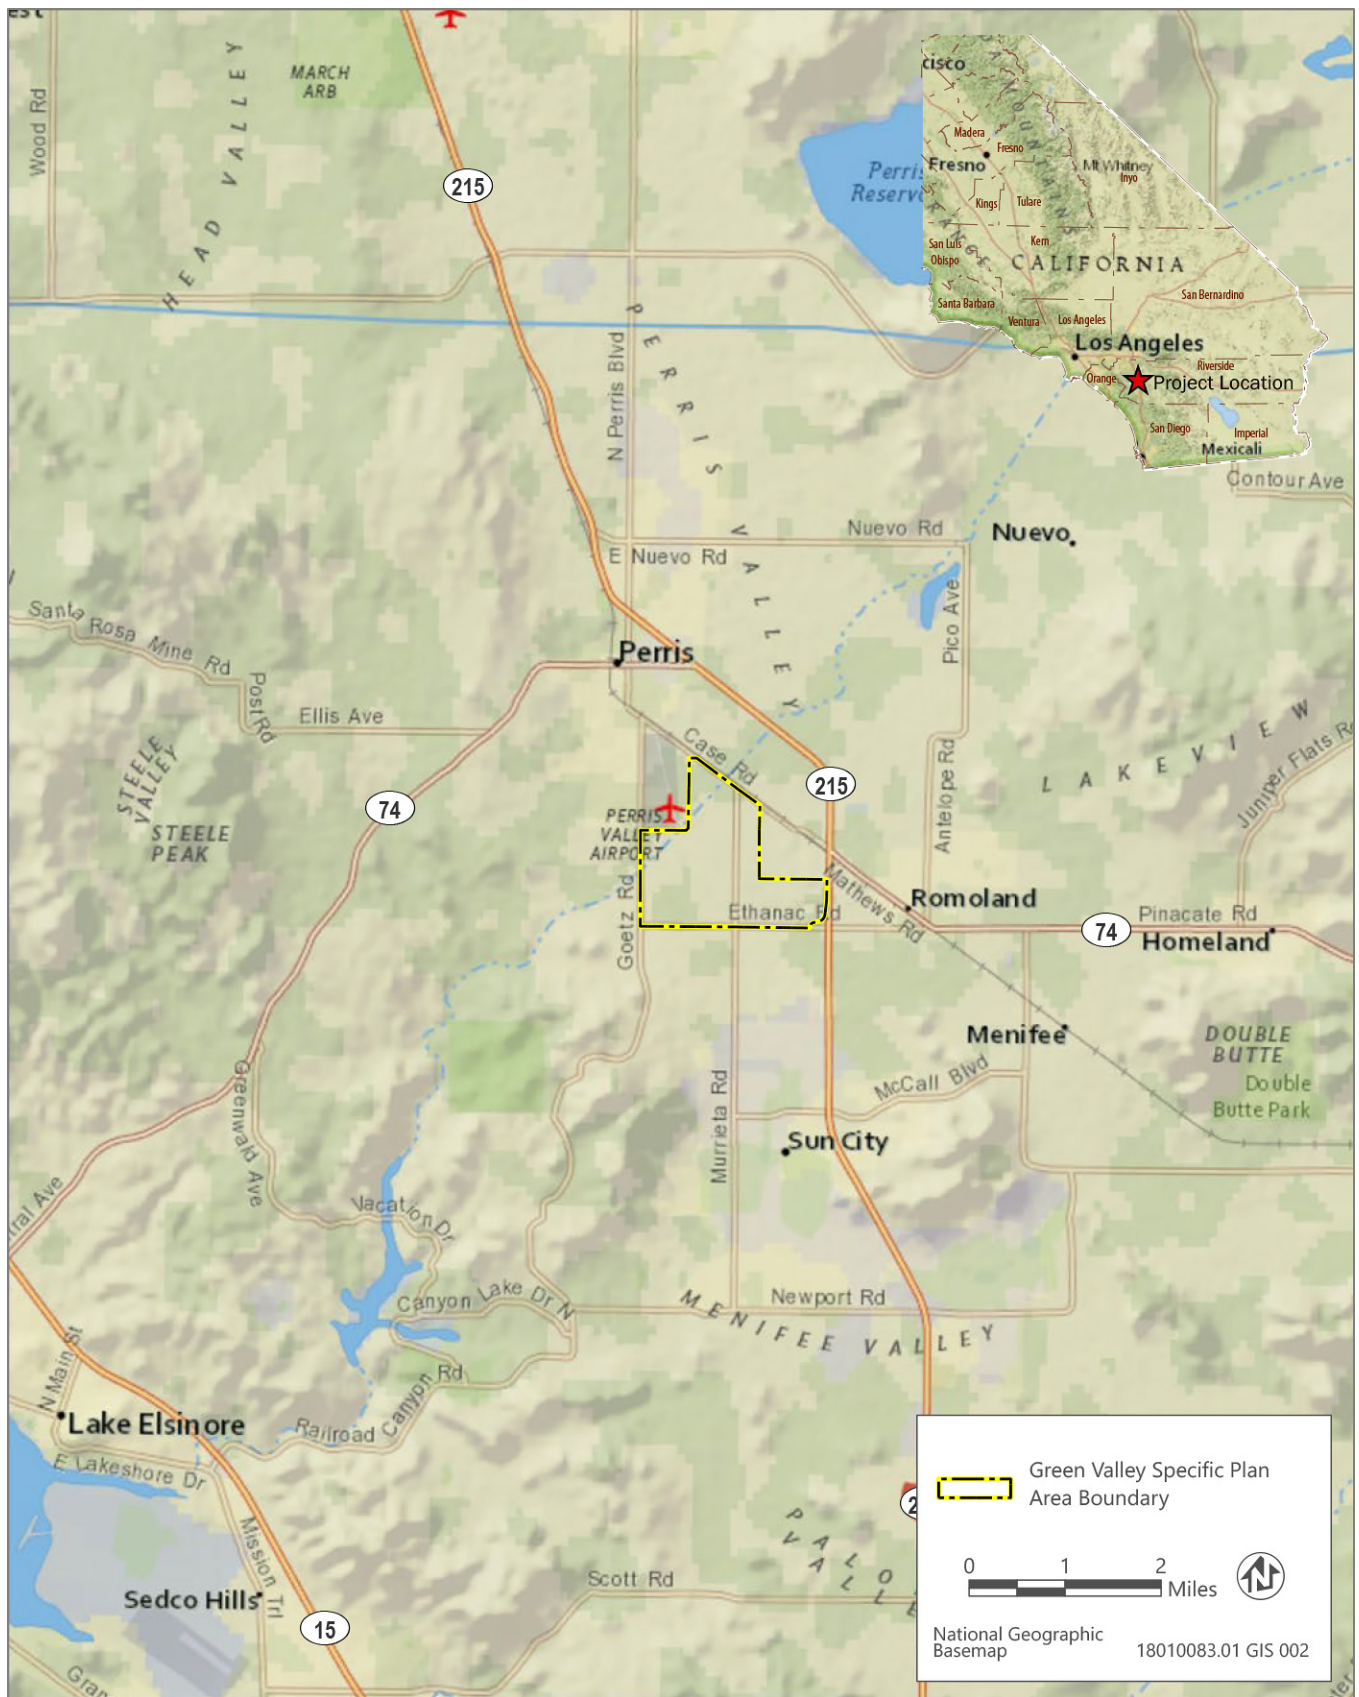 Wood Rd
HEAD VALLEY
MARCH
ARB
215
Perris
cisco
Madera
Fresno
Fresno
Mt Whitney
Inyo
Kings
Tulare
San Luis
Obispo
Kern
CALIFORNIA
RANGE
MOUNTAINS
Santa Barbara
Ventura
Los Angeles
San Bernardino
Los Angeles
Orange
Riverside
Project Location
San Diego
Imperial
Mexicali
N Perris Blvd
PERRIS VALLEY
Contour Ave
Nuevo Rd
Nuevo
E Nuevo Rd
Pico Ave
Santa Rosa Mine Rd
Post Rd
Ellis Ave
Perris
STEELE
VALLEY
STEELE
PEAK
74
Case Rd
215
PERRIS
VALLEY
AIRPORT
Antelope Rd
LAKEVIEW
Juniper Flats Rd
Goetz Rd
Ethanac Rd
Mathews Rd
Romoland
74
Pinacate Rd
Homeland
Menifee
DOUBLE
BUTTE
Double
Butte Park
McCall Blvd
Murrieta Rd
Sun City
Greenwald Ave
Vacation Dr
Canyon Lake Dr N
Newport Rd
MENIFEE VALLEY
N Main St
Railroad Canyon Rd
Lake Elsinore
E Lakeshore Dr
Mission Trl
Sedco Hills
15
Scott Rd
Green Valley Specific Plan
Area Boundary
0 1 2
Miles
N
National Geographic
Basemap
18010083.01 GIS 002